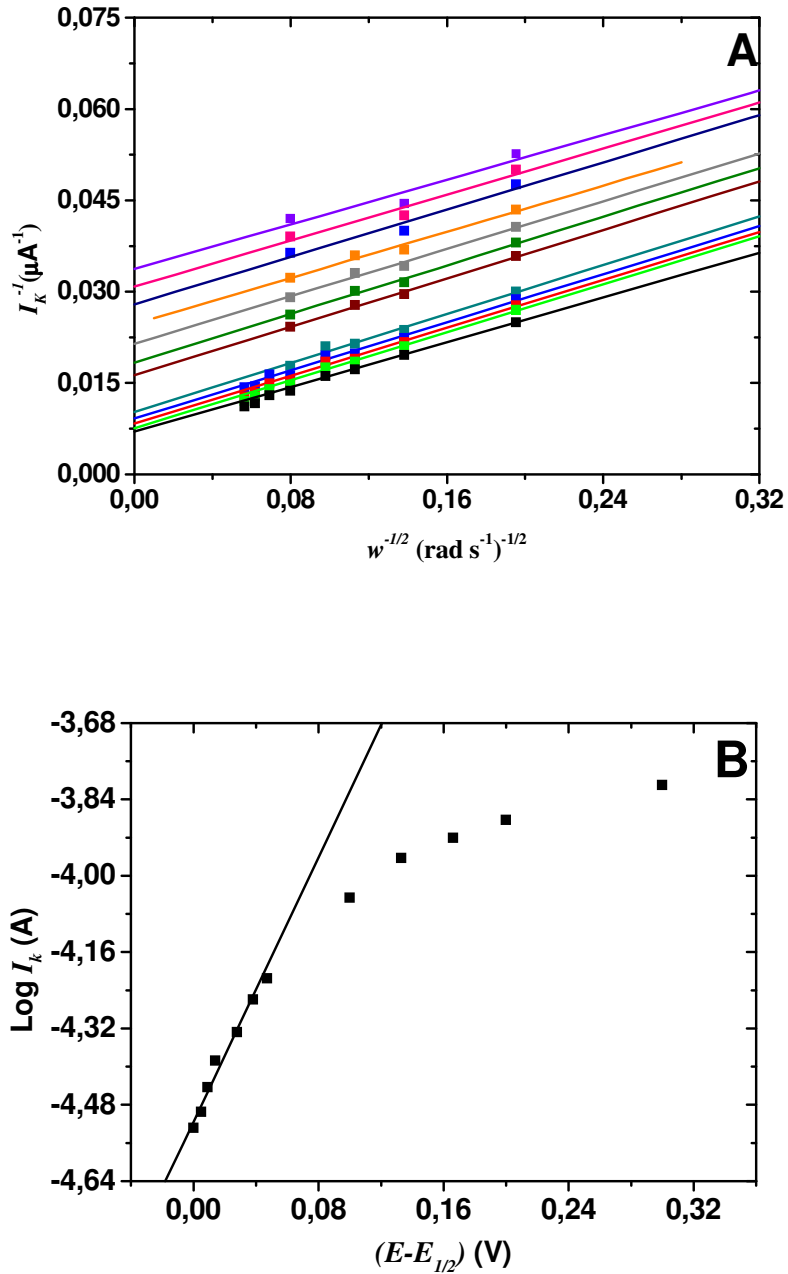 0,075
A
0,060
0,045
0,030
0,015
0,000
I_K^-1 (µA^-1)
0,00 0,08 0,16 0,24 0,32
w^-1/2 (rad s^-1)^-1/2
-3,68
B
-3,84
-4,00
-4,16
-4,32
-4,48
-4,64
Log I_k (A)
0,00 0,08 0,16 0,24 0,32
(E-E_1/2) (V)